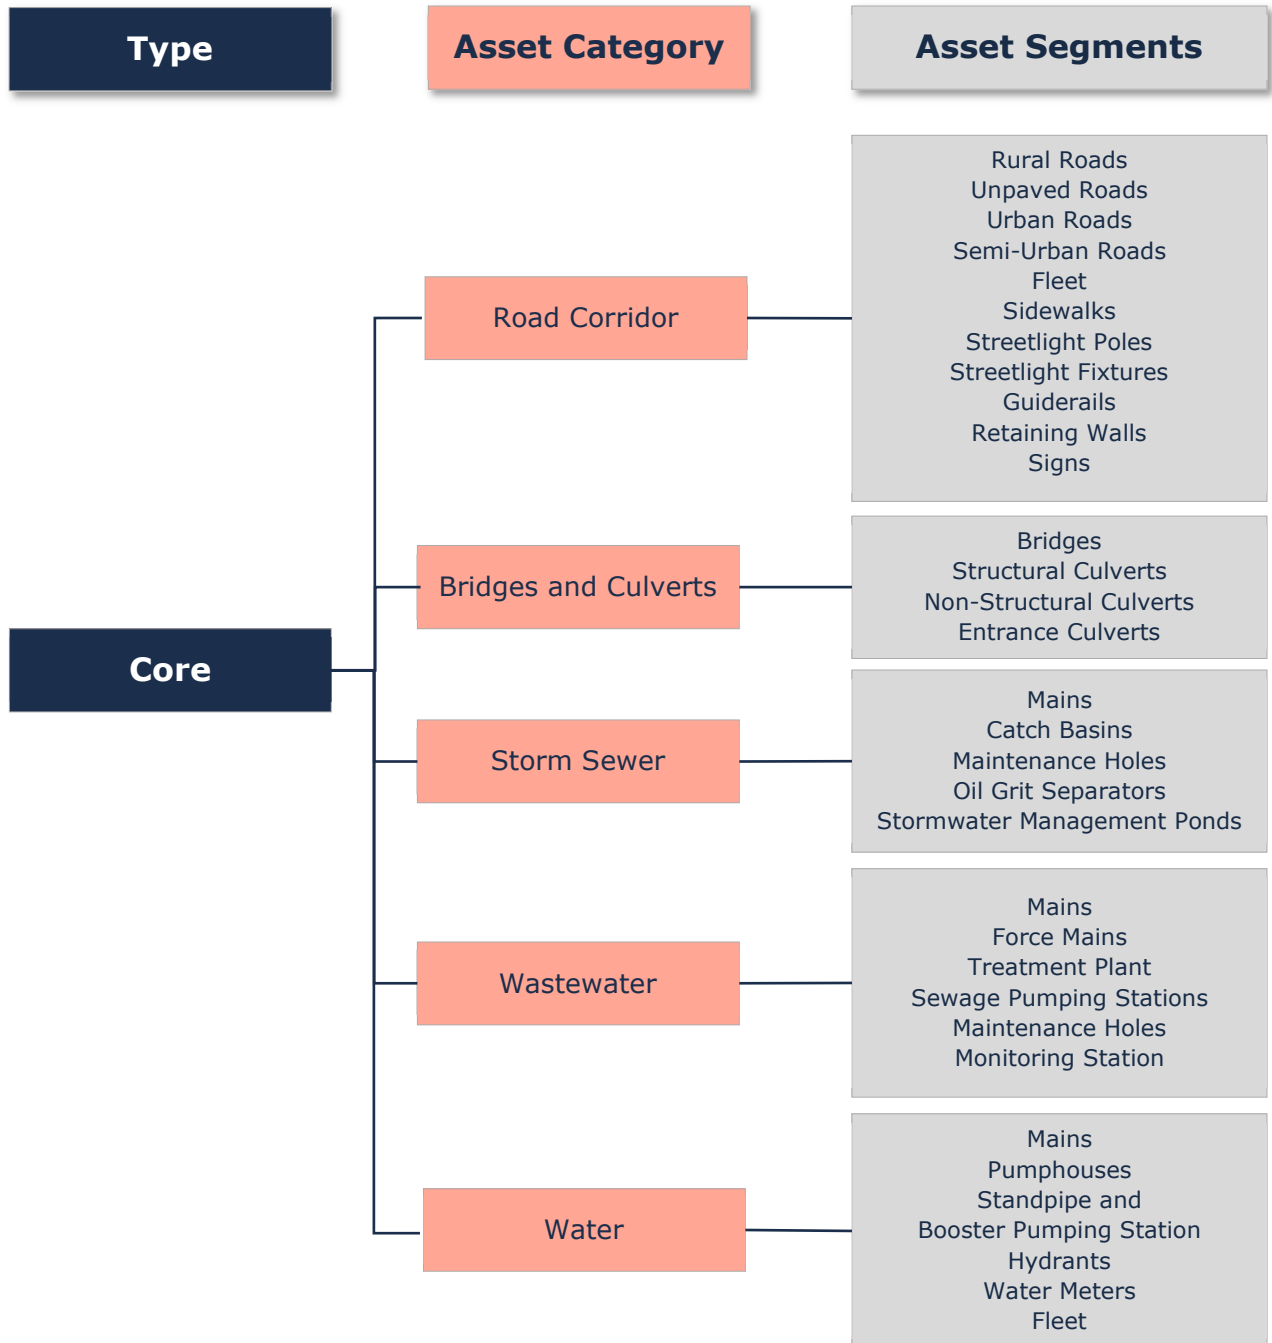 Type
Asset Category
Asset Segments
Core
Road Corridor
Rural Roads
Unpaved Roads
Urban Roads
Semi-Urban Roads
Fleet
Sidewalks
Streetlight Poles
Streetlight Fixtures
Guiderails
Retaining Walls
Signs
Bridges and Culverts
Bridges
Structural Culverts
Non-Structural Culverts
Entrance Culverts
Storm Sewer
Mains
Catch Basins
Maintenance Holes
Oil Grit Separators
Stormwater Management Ponds
Wastewater
Mains
Force Mains
Treatment Plant
Sewage Pumping Stations
Maintenance Holes
Monitoring Station
Water
Mains
Pumphouses
Standpipe and
Booster Pumping Station
Hydrants
Water Meters
Fleet